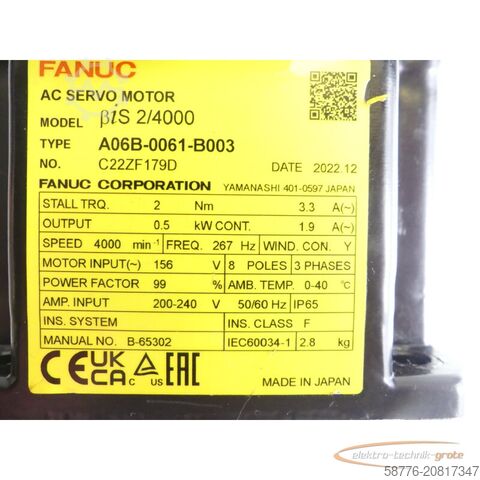 FANUC
AC SERVO MOTOR
MODEL βiS 2/4000
TYPE A06B-0061-B003
NO. C22ZF179D DATE 2022.12
FANUC CORPORATION YAMANASHI 401-0597 JAPAN
STALL TRQ. 2 Nm 3.3 A(~)
OUTPUT 0.5 kW CONT. 1.9 A(~)
SPEED 4000 min⁻¹ FREQ. 267 Hz WIND. CON. Y
MOTOR INPUT(~) 156 V 8 POLES 3 PHASES
POWER FACTOR 99 % AMB. TEMP. 0-40 ℃
AMP. INPUT 200-240 V 50/60 Hz IP65
INS. SYSTEM INS. CLASS F
MANUAL NO. B-65302 IEC60034-1 2.8 kg
CE UK CA C US EAC
MADE IN JAPAN
elektro-technik-grote
58776-20817347